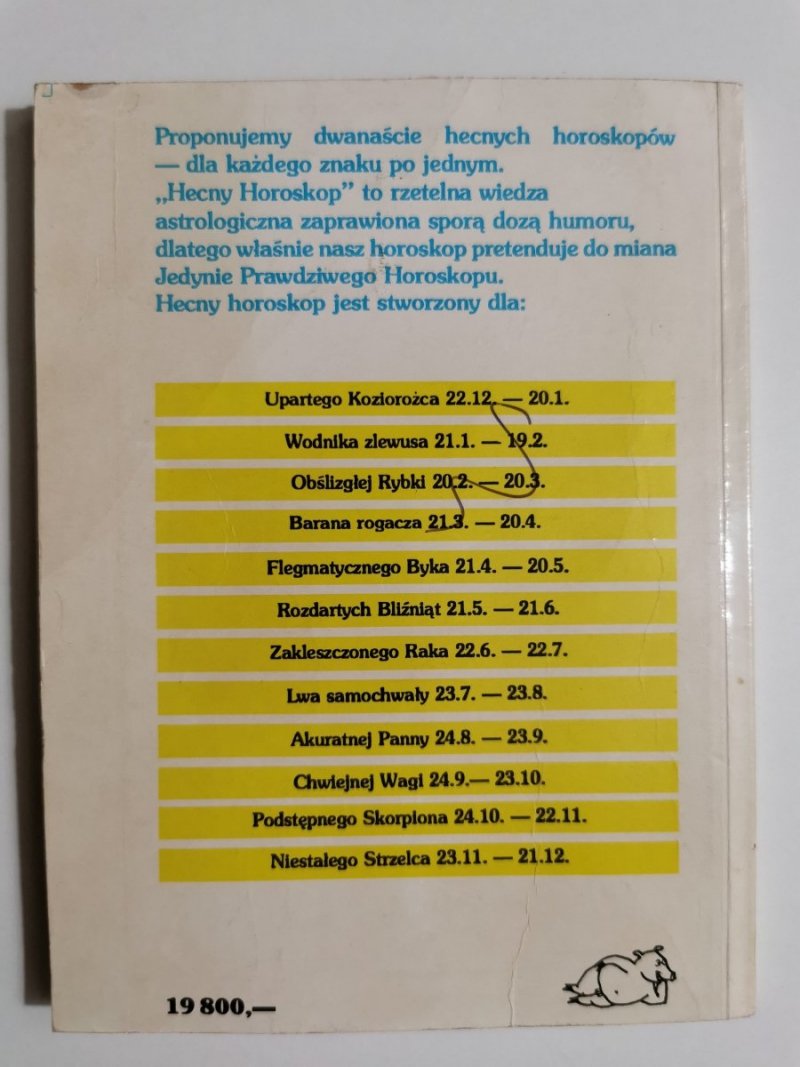 Proponujemy dwanaście hecnych horoskopów
— dla każdego znaku po jednym.
„Hecny Horoskop” to rzetelna wiedza
astrologiczna zaprawiona sporą dozą humoru,
dlatego właśnie nasz horoskop pretenduje do miana
Jedynie Prawdziwego Horoskopu.
Hecny horoskop jest stworzony dla:
Upartego Koziorożca 22.12. — 20.1.
Wodnika zlewusa 21.1. — 19.2.
Obślizgłej Rybki 20.2. — 20.3.
Barana rogacza 21.3. — 20.4.
Flegmatycznego Byka 21.4. — 20.5.
Rozdartych Bliźniąt 21.5. — 21.6.
Zakleszczonego Raka 22.6. — 22.7.
Lwa samochwały 23.7. — 23.8.
Akuratnej Panny 24.8. — 23.9.
Chwiejnej Wagi 24.9.— 23.10.
Podstępnego Skorpiona 24.10. — 22.11.
Niestałego Strzelca 23.11. — 21.12.
19 800,—